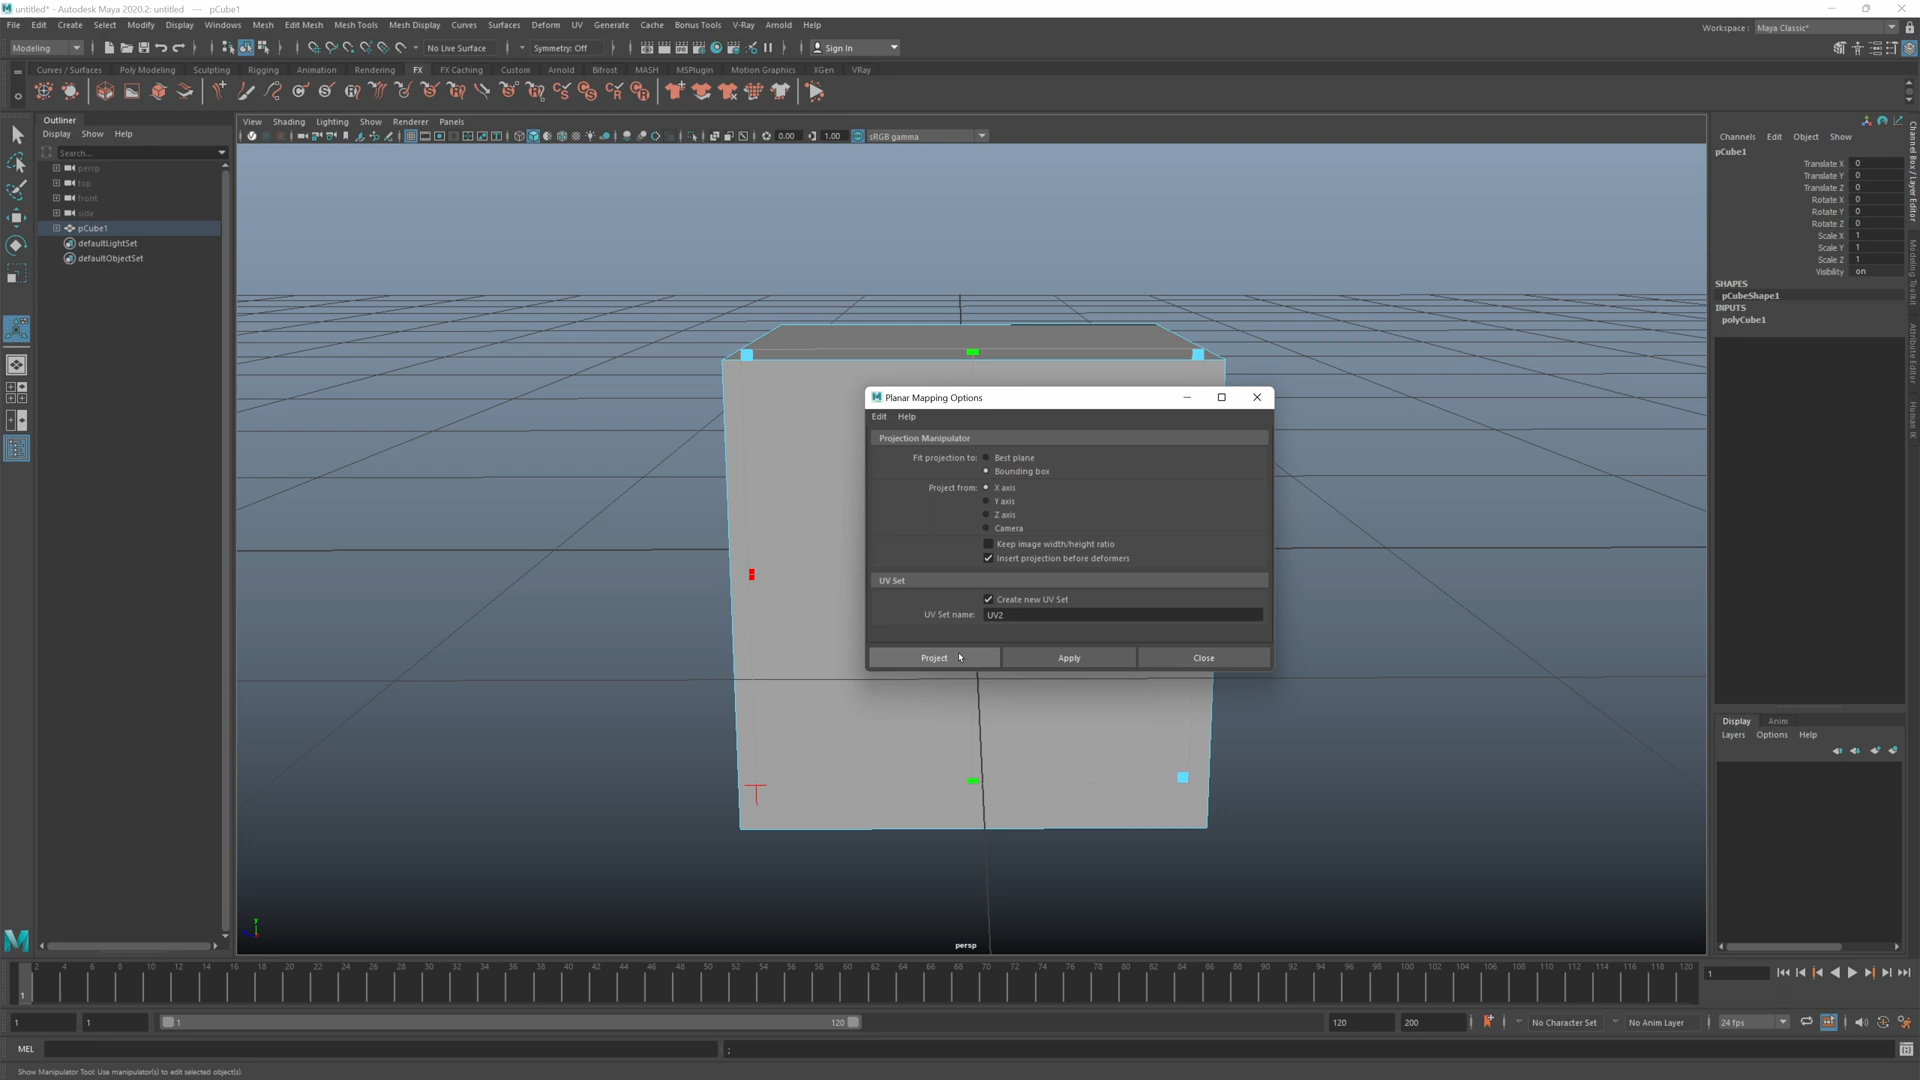 untitled* - Autodesk Maya 2020.2: untitled --- pCube1
File Edit Create Select Modify Display Windows Mesh Edit Mesh Mesh Tools Mesh Display Curves Surfaces Deform UV Generate Cache Bonus Tools V-Ray Arnold Help
Workspace : Maya Classic*
Modeling No Live Surface Symmetry: Off Sign In
Curves / Surfaces Poly Modeling Sculpting Rigging Animation Rendering FX FX Caching Custom Arnold Bifrost MASH MSPlugin Motion Graphics XGen VRay
Outliner
Display Show Help
Search...
persp
top
front
side
pCube1
defaultLightSet
defaultObjectSet
View Shading Lighting Show Renderer Panels
0.00 1.00 sRGB gamma
Planar Mapping Options
Edit Help
Projection Manipulator
Fit projection to: Best plane
Bounding box
Project from: X axis
Y axis
Z axis
Camera
Keep image width/height ratio
Insert projection before deformers
UV Set
Create new UV Set
UV Set name: UV2
Project Apply Close
y
persp
Channels Edit Object Show
pCube1
Translate X 0
Translate Y 0
Translate Z 0
Rotate X 0
Rotate Y 0
Rotate Z 0
Scale X 1
Scale Y 1
Scale Z 1
Visibility on
SHAPES
pCubeShape1
INPUTS
polyCube1
Channel Box / Layer Editor
Modeling Toolkit
Attribute Editor
Human IK
Display Anim
Layers Options Help
2 4 6 8 10 12 14 16 18 20 22 24 26 28 30 32 34 36 38 40 42 44 46 48 50 52 54 56 58 60 62 64 66 68 70 72 74 76 78 80 82 84 86 88 90 92 94 96 98 100 102 104 106 108 110 112 114 116 118 120
1
1
1 1 1 120 120 200 No Character Set No Anim Layer 24 fps
MEL ;
Show Manipulator Tool: Use manipulator(s) to edit selected object(s).